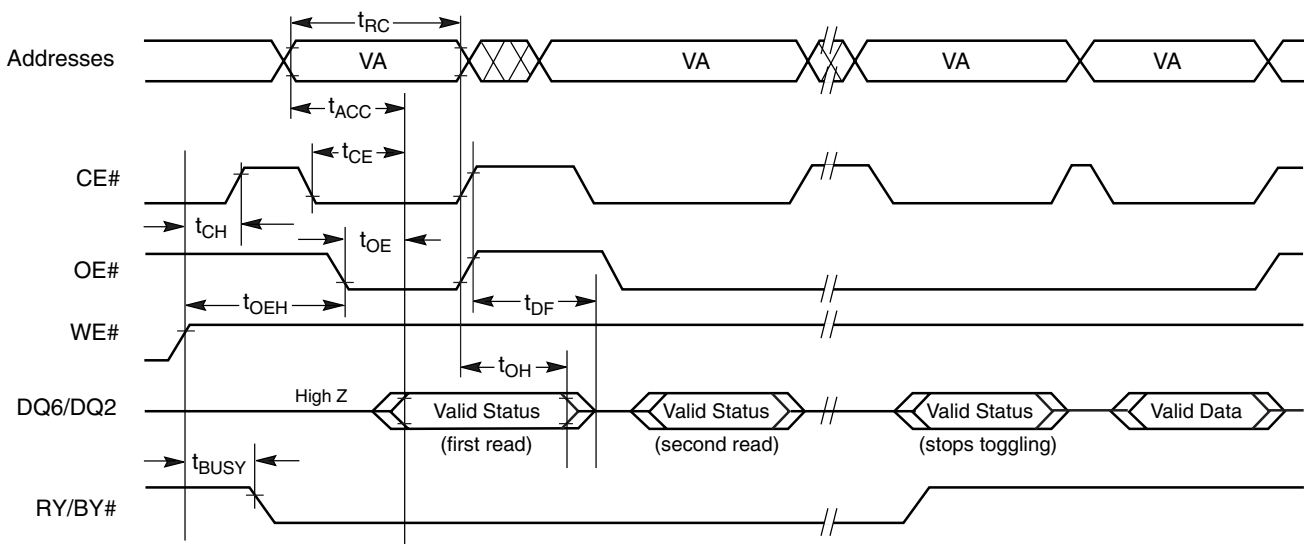 tRC
Addresses VA VA VA VA
tACC
tCE
CE#
tCH
tOE
OE#
tOEH
tDF
WE#
tOH
High Z
DQ6/DQ2 Valid Status Valid Status Valid Status Valid Data
(first read) (second read) (stops toggling)
tBUSY
RY/BY#